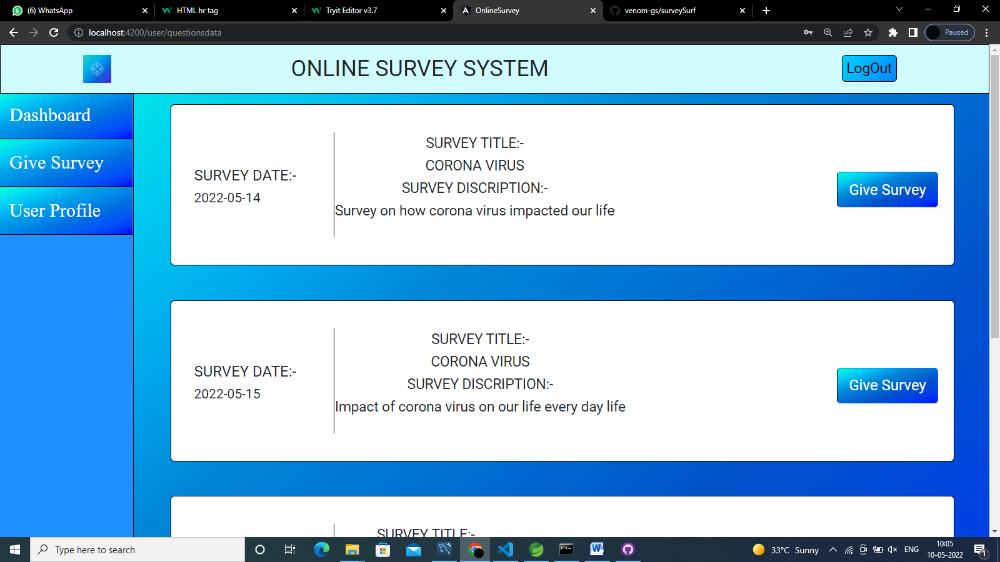 (6) WhatsApp
HTML hr tag
Tryit Editor v3.7
OnlineSurvey
venom-gs/surveySurf
localhost:4200/user/questionsdata
Paused
ONLINE SURVEY SYSTEM
LogOut
Dashboard
Give Survey
User Profile
SURVEY DATE:-
2022-05-14
SURVEY TITLE:-
CORONA VIRUS
SURVEY DISCRIPTION:-
Survey on how corona virus impacted our life
Give Survey
SURVEY DATE:-
2022-05-15
SURVEY TITLE:-
CORONA VIRUS
SURVEY DISCRIPTION:-
Impact of corona virus on our life every day life
Give Survey
SURVEY TITLE:-
Type here to search
33°C Sunny
ENG
10:05
10-05-2022
1